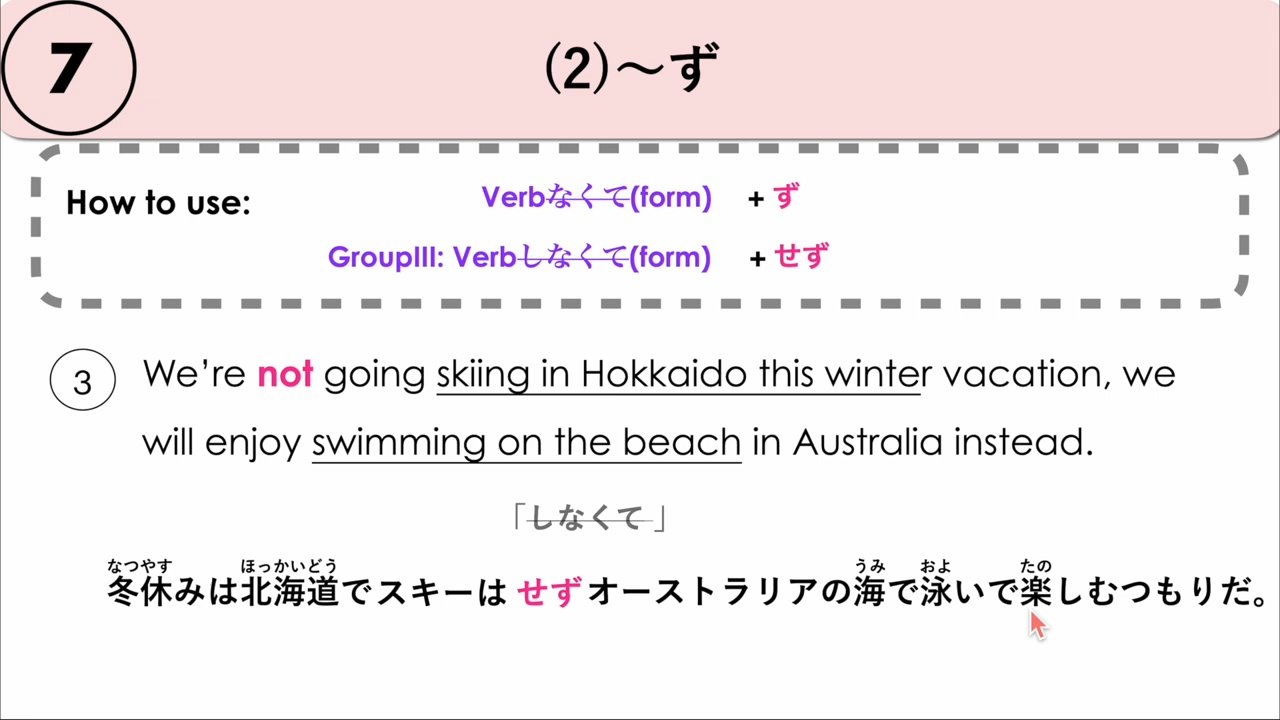 7
(2)～ず
How to use: Verbなくて(form) + ず
GroupIII: Verbしなくて(form) + せず
3 We're not going skiing in Hokkaido this winter vacation, we
will enjoy swimming on the beach in Australia instead.
「しなくて」
なつやす ほっかいどう うみ およ たの
冬休みは北海道でスキーは せず オーストラリアの海で泳いで楽しむつもりだ。